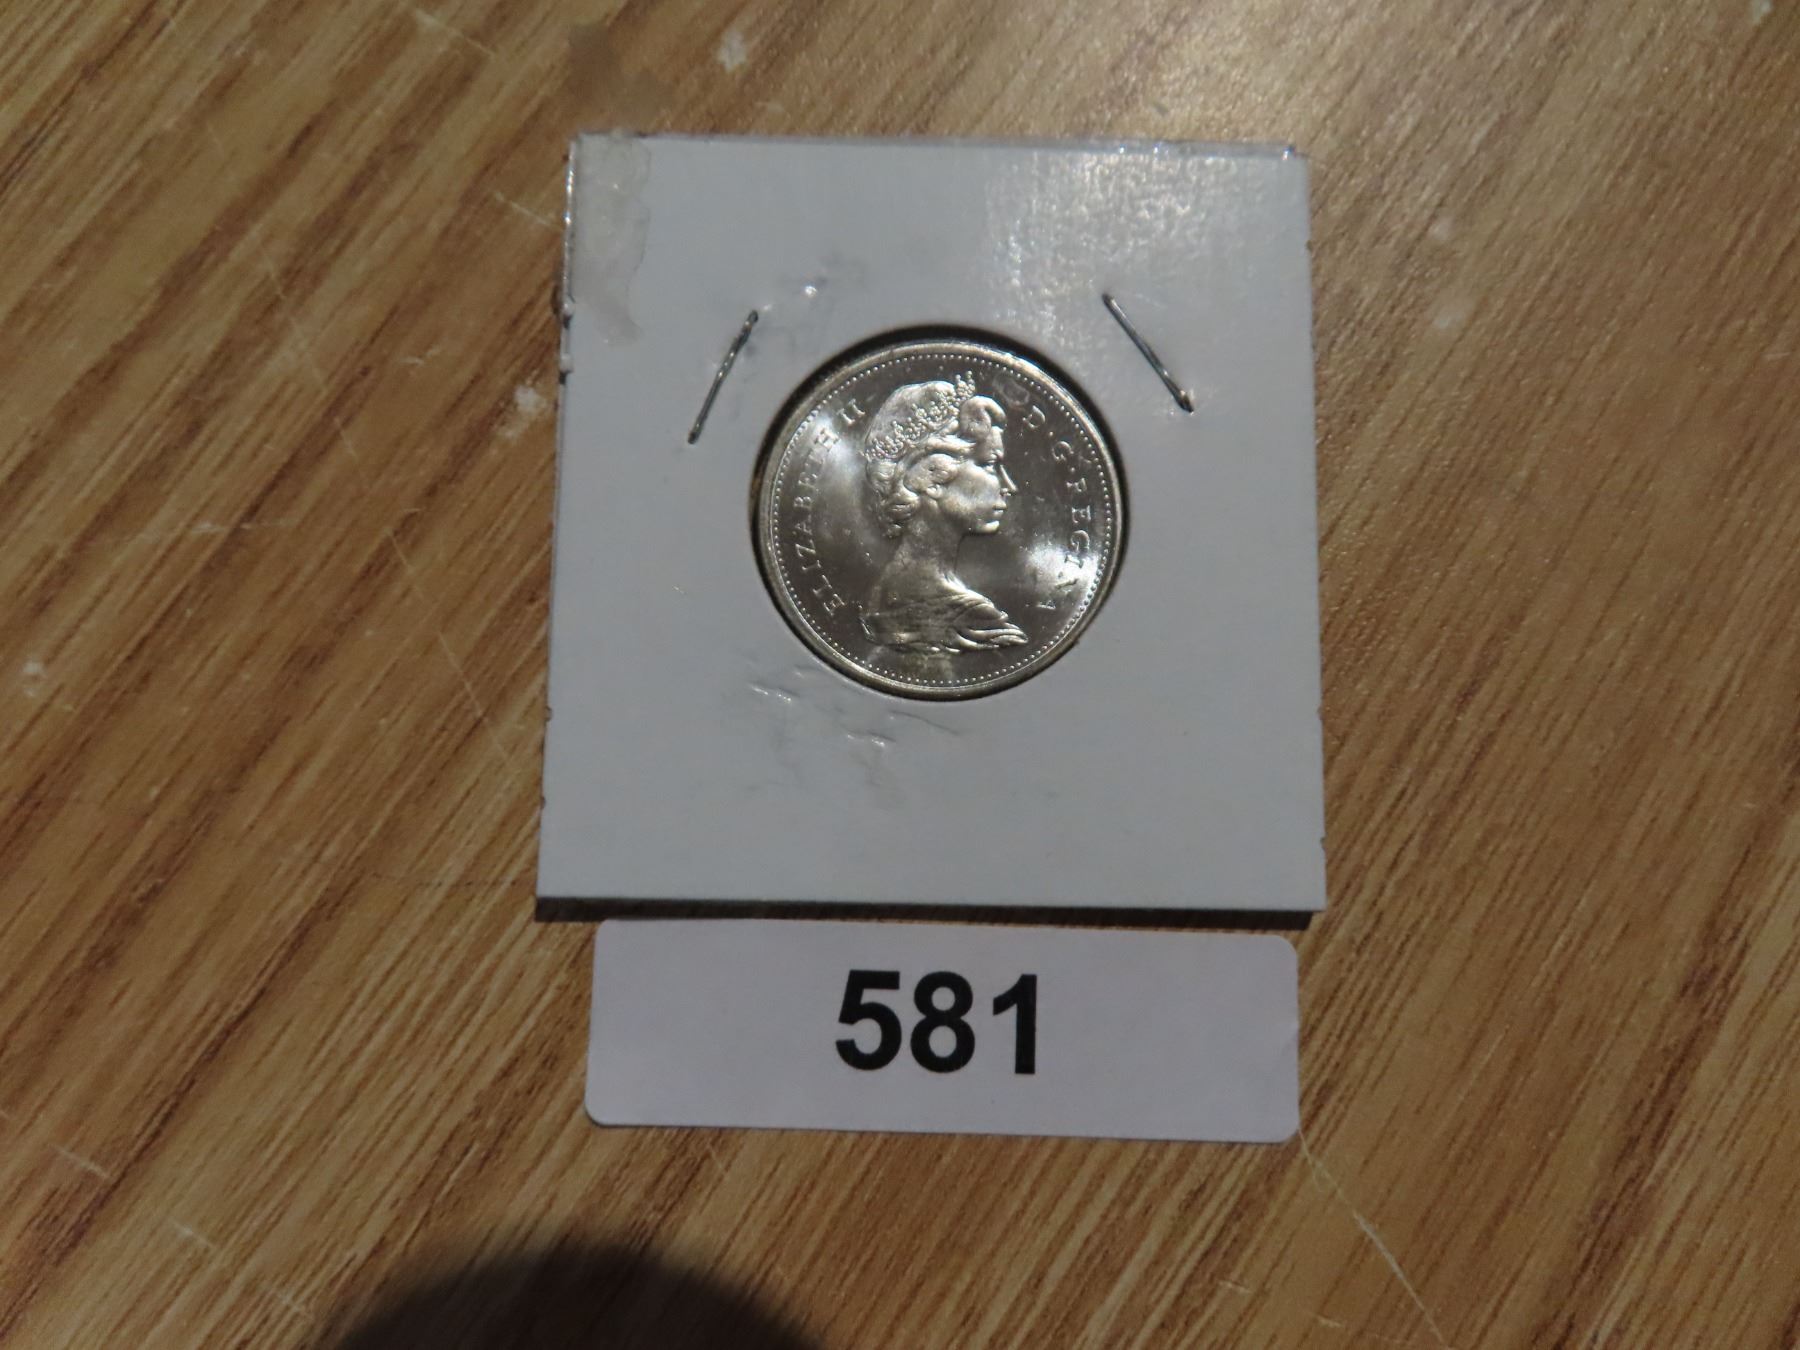 ELIZABETH II D · G · REGINA
581